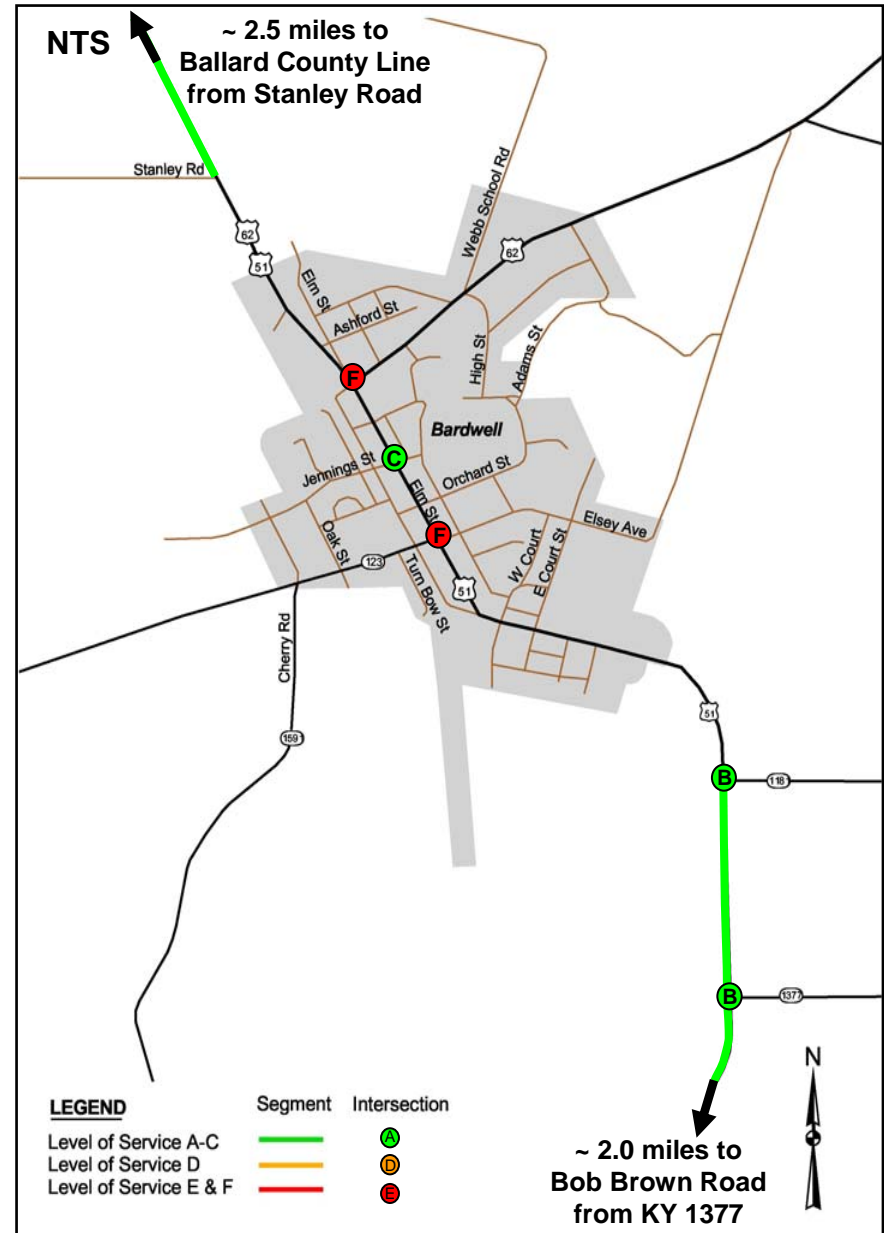 NTS
~ 2.5 miles to
Ballard County Line
from Stanley Road
Stanley Rd
62
51
Webb School Rd
62
Elm St
Ashford St
High St
Adams St
F
Bardwell
C
Jennings St
Orchard St
Elm St
F
Elsey Ave
Oak St
123
W Court
E Court St
Turn Bow St
51
Cherry Rd
1591
51
B
1181
B
1377
N
LEGEND Segment Intersection
Level of Service A-C A
Level of Service D D
Level of Service E & F E
~ 2.0 miles to
Bob Brown Road
from KY 1377